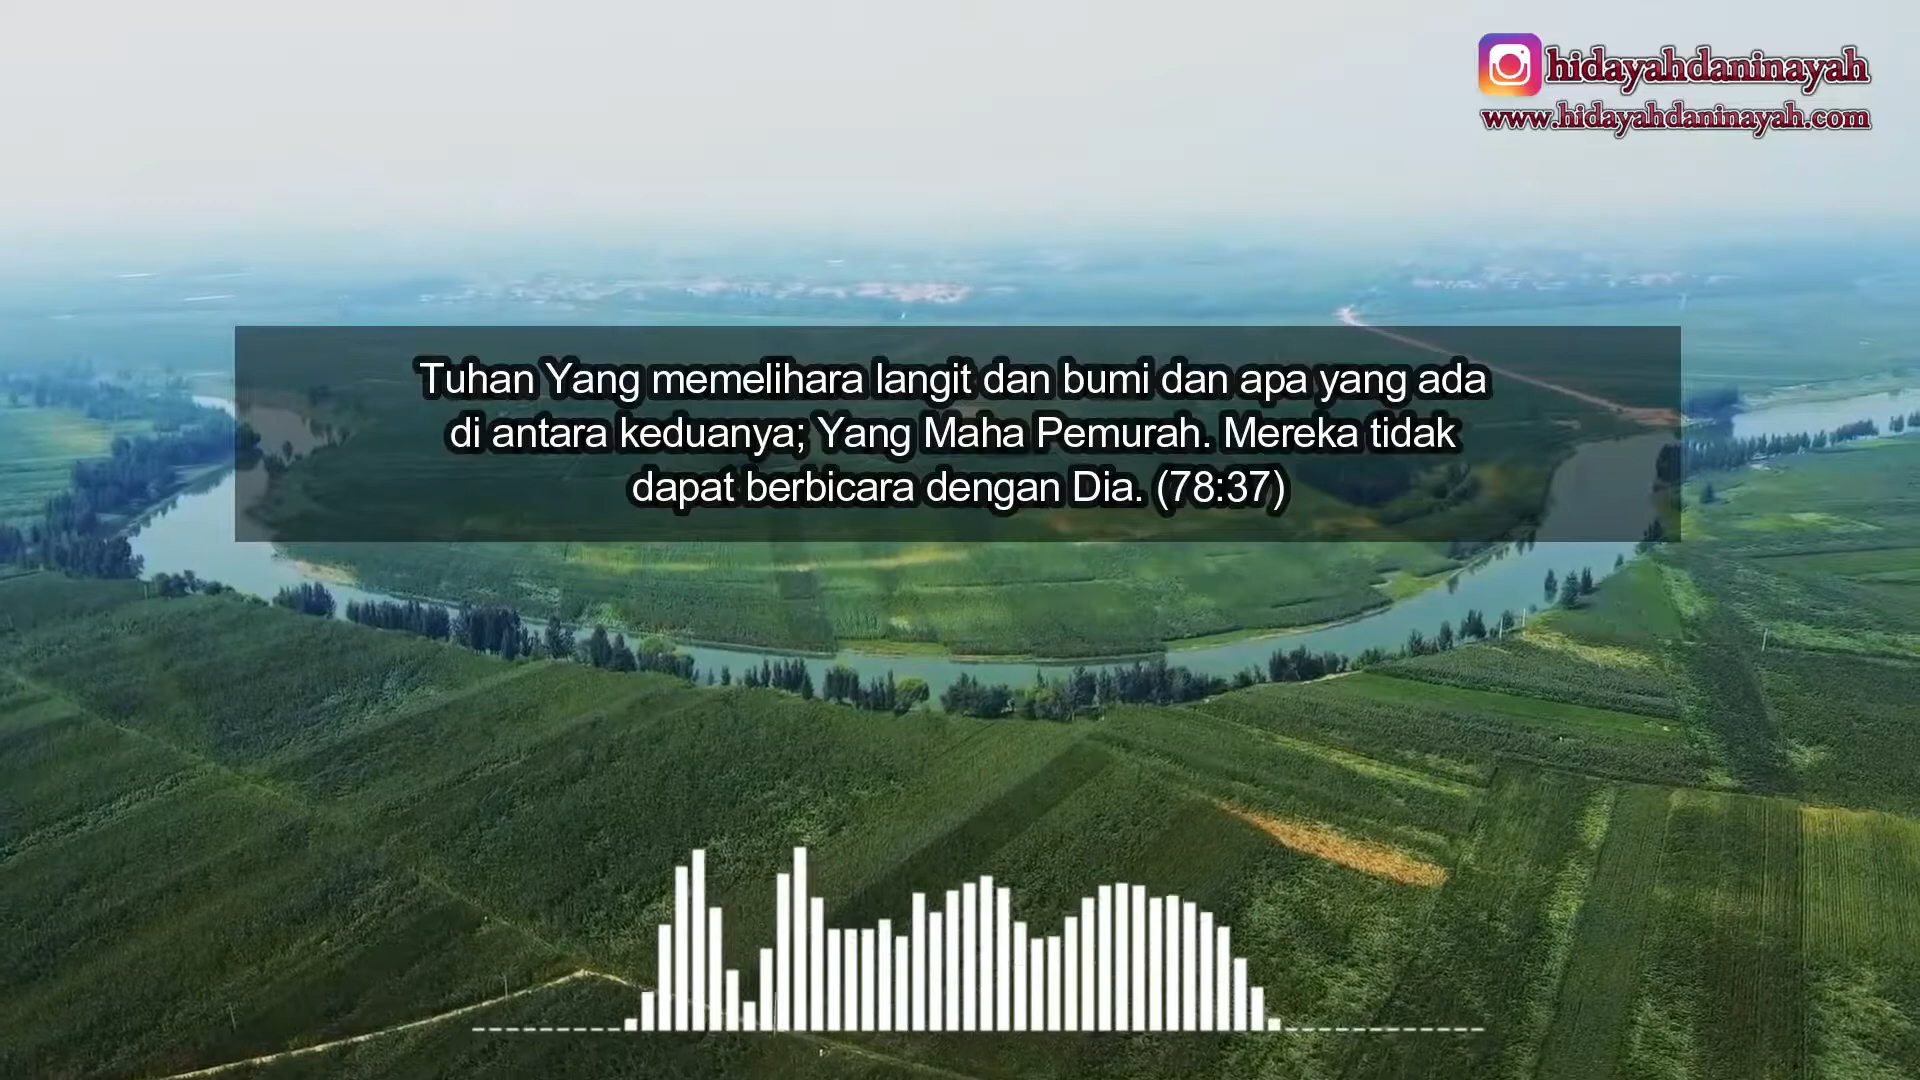 hidayahdaninayah
www.hidayahdaninayah.com
Tuhan Yang memelihara langit dan bumi dan apa yang ada
di antara keduanya; Yang Maha Pemurah. Mereka tidak
dapat berbicara dengan Dia. (78:37)